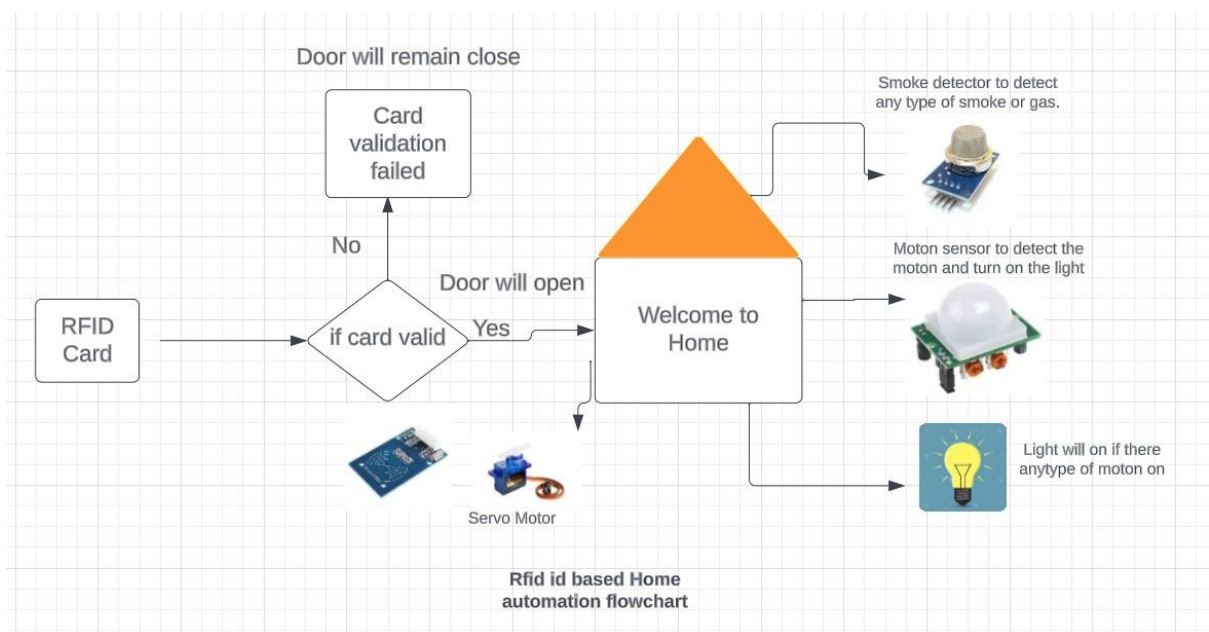 Door will remain close
Card
validation
failed
No
RFID
Card
if card valid
Yes
Door will open
Welcome to
Home
Smoke detector to detect
any type of smoke or gas.
Moton sensor to detect the
moton and turn on the light
Light will on if there
anytype of moton on
Servo Motor
Rfid id based Home
automation flowchart